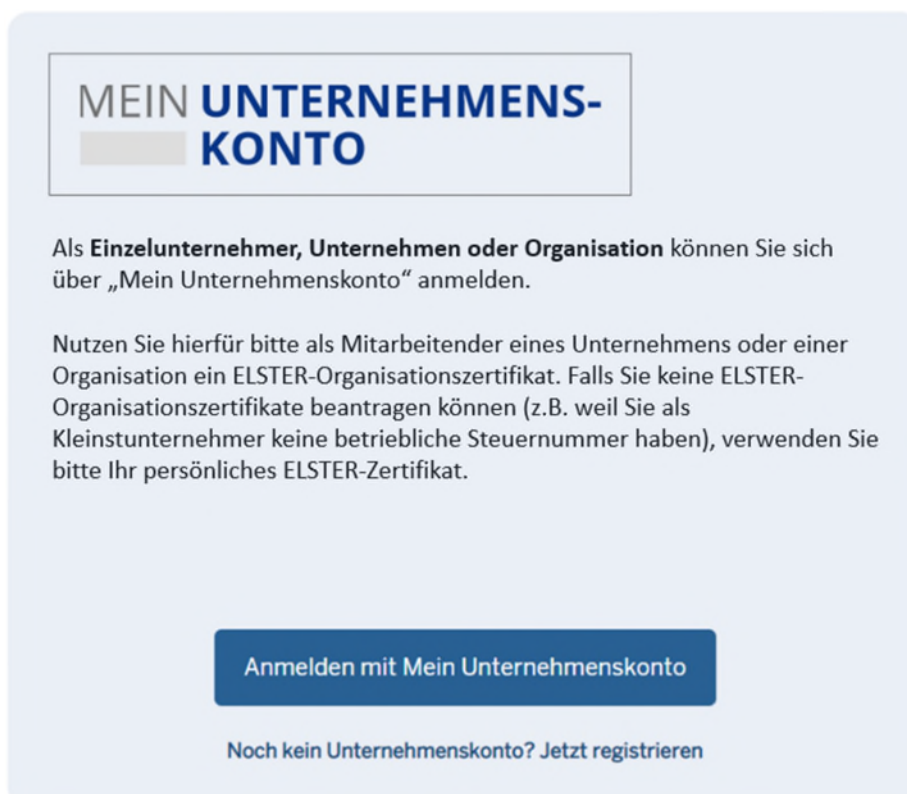 MEIN UNTERNEHMENS-
KONTO
Als Einzelunternehmer, Unternehmen oder Organisation können Sie sich
über „Mein Unternehmenskonto“ anmelden.
Nutzen Sie hierfür bitte als Mitarbeitender eines Unternehmens oder einer
Organisation ein ELSTER-Organisationszertifikat. Falls Sie keine ELSTER-
Organisationszertifikate beantragen können (z.B. weil Sie als
Kleinstunternehmer keine betriebliche Steuernummer haben), verwenden Sie
bitte Ihr persönliches ELSTER-Zertifikat.
Anmelden mit Mein Unternehmenskonto
Noch kein Unternehmenskonto? Jetzt registrieren